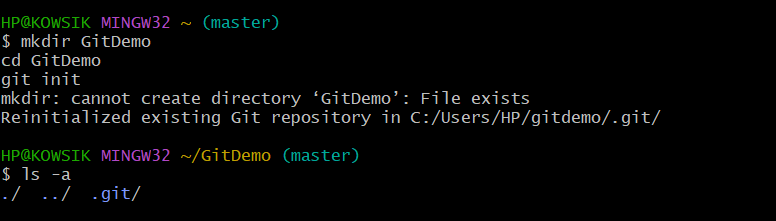 HP@KOWSIK MINGW32 ~ (master)
$ mkdir GitDemo
cd GitDemo
git init
mkdir: cannot create directory ‘GitDemo’: File exists
Reinitialized existing Git repository in C:/Users/HP/gitdemo/.git/
HP@KOWSIK MINGW32 ~/GitDemo (master)
$ ls -a
./  ../  .git/